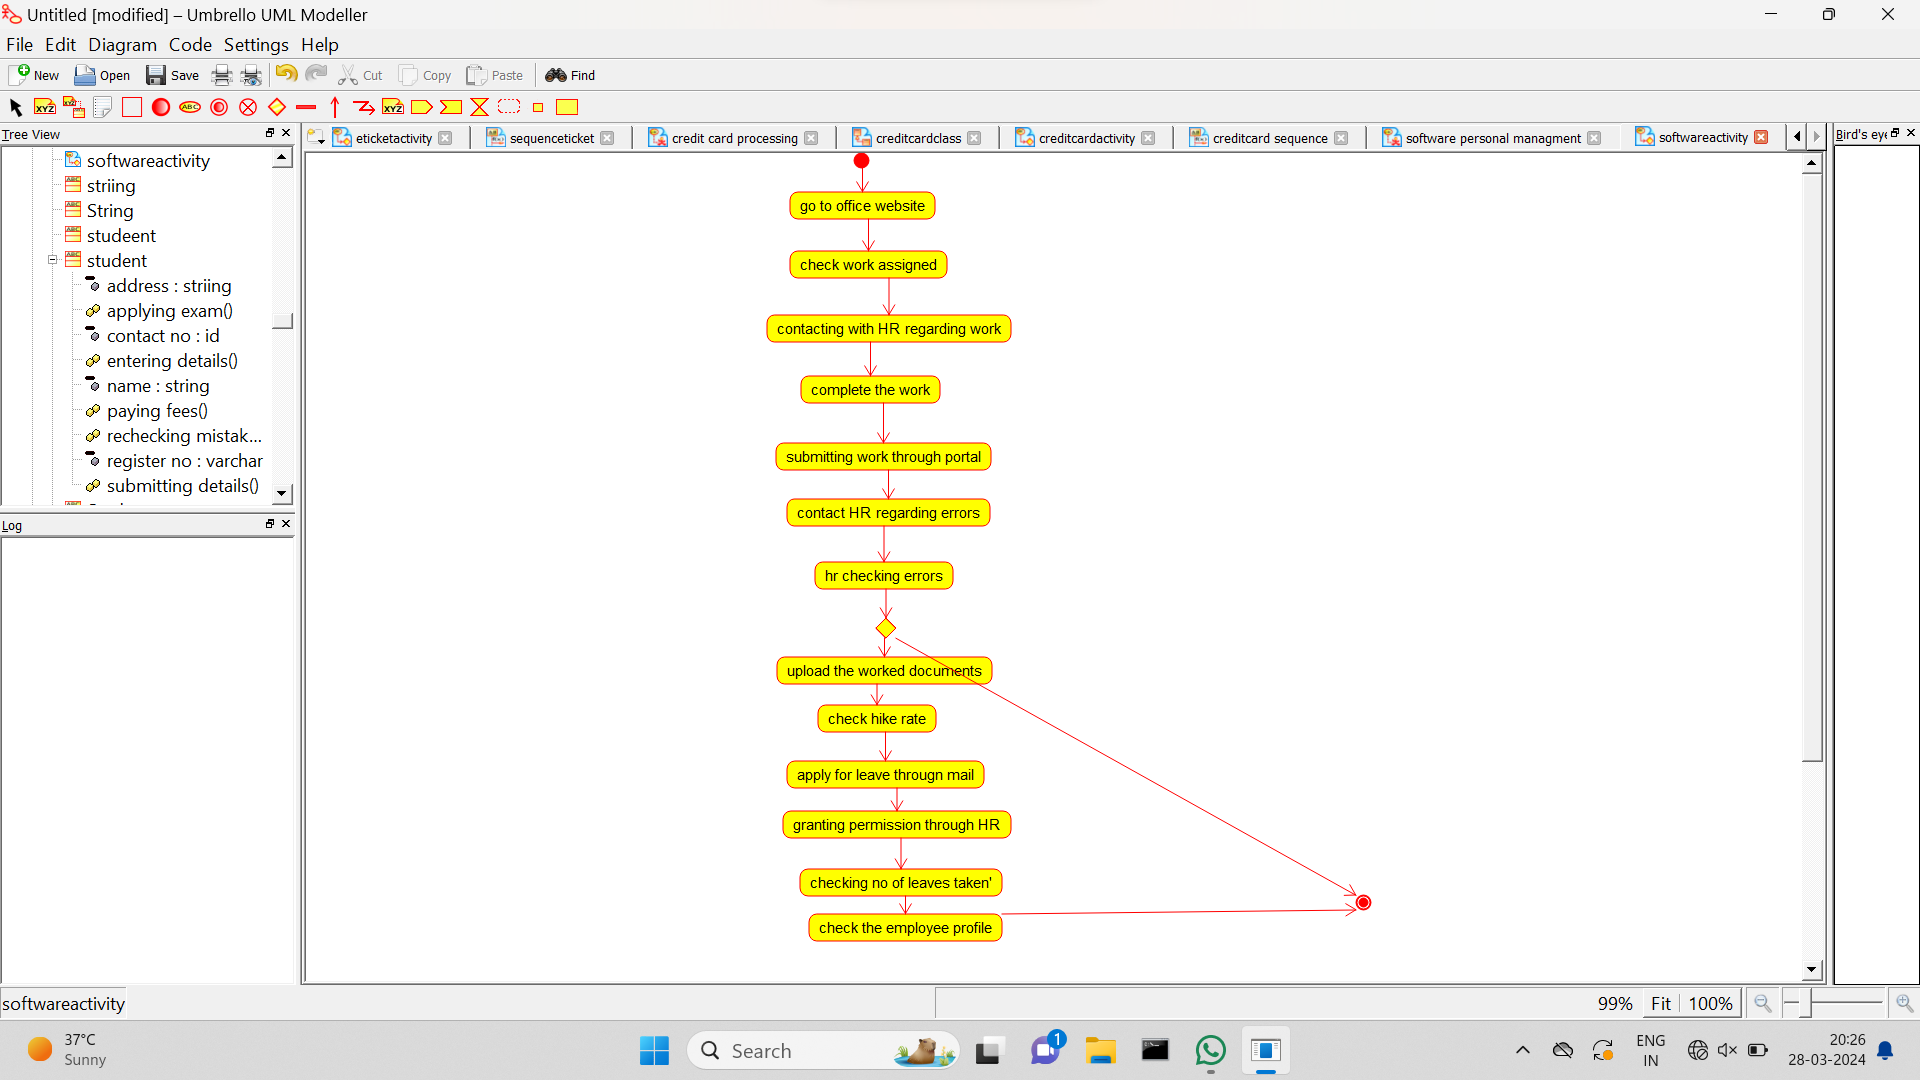 Untitled [modified] – Umbrello UML Modeller
File Edit Diagram Code Settings Help
New Open Save Cut Copy Paste Find
Tree View
eticketactivity sequenceticket credit card processing creditcardclass creditcardactivity creditcard sequence software personal managment softwareactivity
Bird's eye
softwareactivity
striing
String
studeent
student
address : striing
applying exam()
contact no : id
entering details()
name : string
paying fees()
rechecking mistak...
register no : varchar
submitting details()
Log
go to office website
check work assigned
contacting with HR regarding work
complete the work
submitting work through portal
contact HR regarding errors
hr checking errors
upload the worked documents
check hike rate
apply for leave througn mail
granting permission through HR
checking no of leaves taken'
check the employee profile
softwareactivity
99% Fit 100%
37°C
Sunny
Search
1
ENG
IN
20:26
28-03-2024